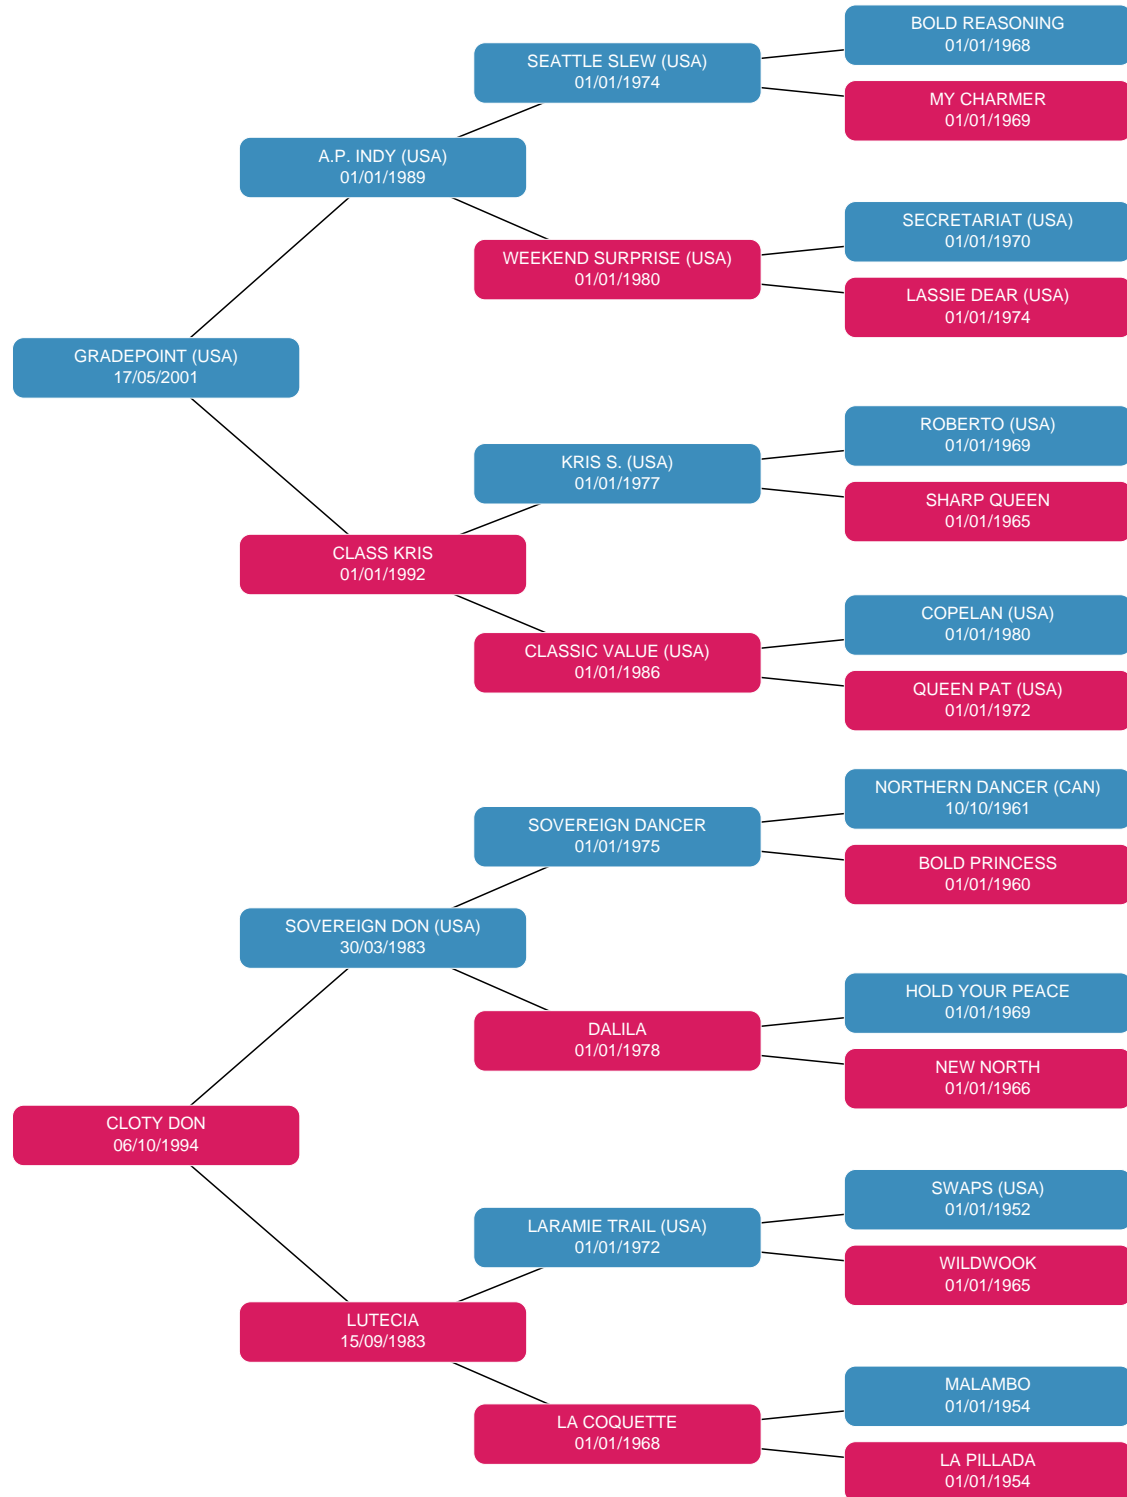 BOLD REASONING
01/01/1968
SEATTLE SLEW (USA)
01/01/1974
MY CHARMER
01/01/1969
A.P. INDY (USA)
01/01/1989
SECRETARIAT (USA)
01/01/1970
WEEKEND SURPRISE (USA)
01/01/1980
LASSIE DEAR (USA)
01/01/1974
GRADEPOINT (USA)
17/05/2001
ROBERTO (USA)
01/01/1969
KRIS S. (USA)
01/01/1977
SHARP QUEEN
01/01/1965
CLASS KRIS
01/01/1992
COPELAN (USA)
01/01/1980
CLASSIC VALUE (USA)
01/01/1986
QUEEN PAT (USA)
01/01/1972
NORTHERN DANCER (CAN)
10/10/1961
SOVEREIGN DANCER
01/01/1975
BOLD PRINCESS
01/01/1960
SOVEREIGN DON (USA)
30/03/1983
HOLD YOUR PEACE
01/01/1969
DALILA
01/01/1978
NEW NORTH
01/01/1966
CLOTY DON
06/10/1994
SWAPS (USA)
01/01/1952
LARAMIE TRAIL (USA)
01/01/1972
WILDWOOK
01/01/1965
LUTECIA
15/09/1983
MALAMBO
01/01/1954
LA COQUETTE
01/01/1968
LA PILLADA
01/01/1954